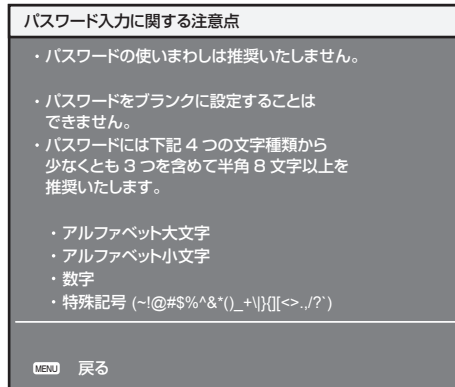 パスワード入力に関する注意点
・パスワードの使いまわしは推奨いたしません。
・パスワードをブランクに設定することは
できません。
・パスワードには下記 4 つの文字種類から
少なくとも 3 つを含めて半角 8 文字以上を
推奨いたします。
・アルファベット大文字
・アルファベット小文字
・数字
・特殊記号 (~!@#$%^&*()_+\|}{][<>.,/?`)
MENU 戻る